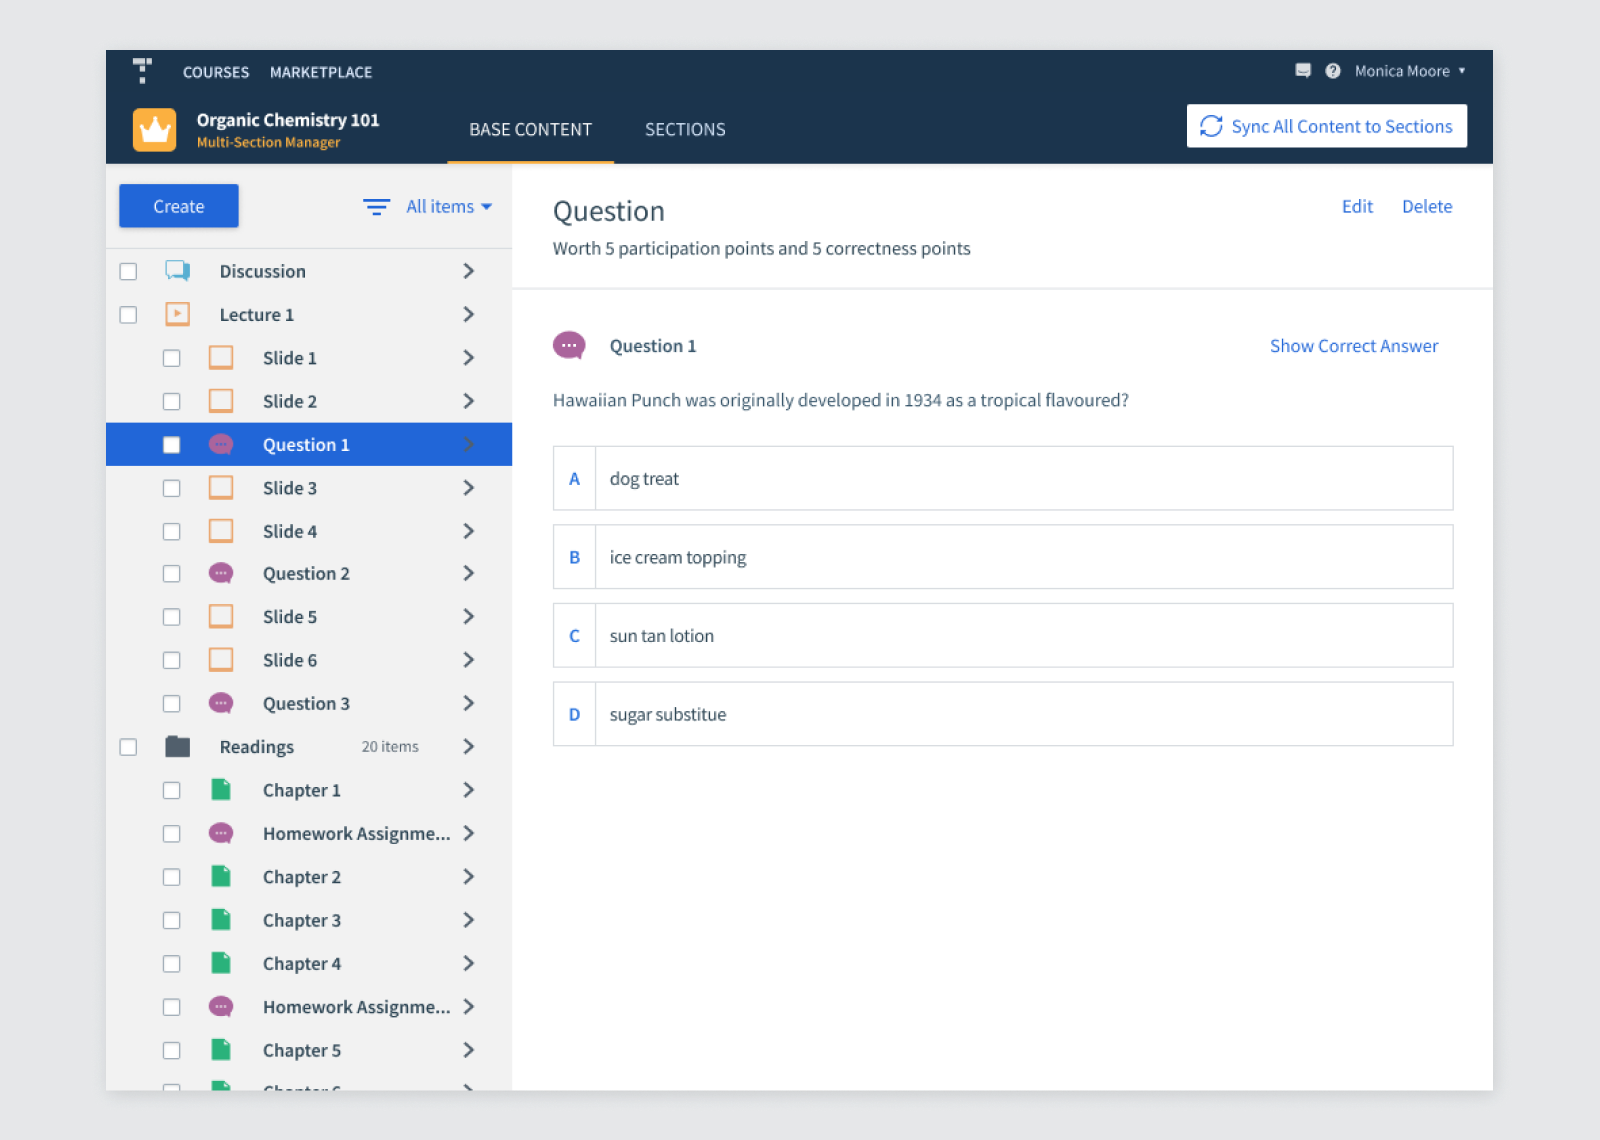 COURSES MARKETPLACE
Monica Moore
Organic Chemistry 101
Multi-Section Manager
BASE CONTENT
SECTIONS
Sync All Content to Sections
Create
All items
Discussion
Lecture 1
Slide 1
Slide 2
Question 1
Slide 3
Slide 4
Question 2
Slide 5
Slide 6
Question 3
Readings 20 items
Chapter 1
Homework Assignme...
Chapter 2
Chapter 3
Chapter 4
Homework Assignme...
Chapter 5
Question
Edit Delete
Worth 5 participation points and 5 correctness points
Question 1
Show Correct Answer
Hawaiian Punch was originally developed in 1934 as a tropical flavoured?
A dog treat
B ice cream topping
C sun tan lotion
D sugar substitue